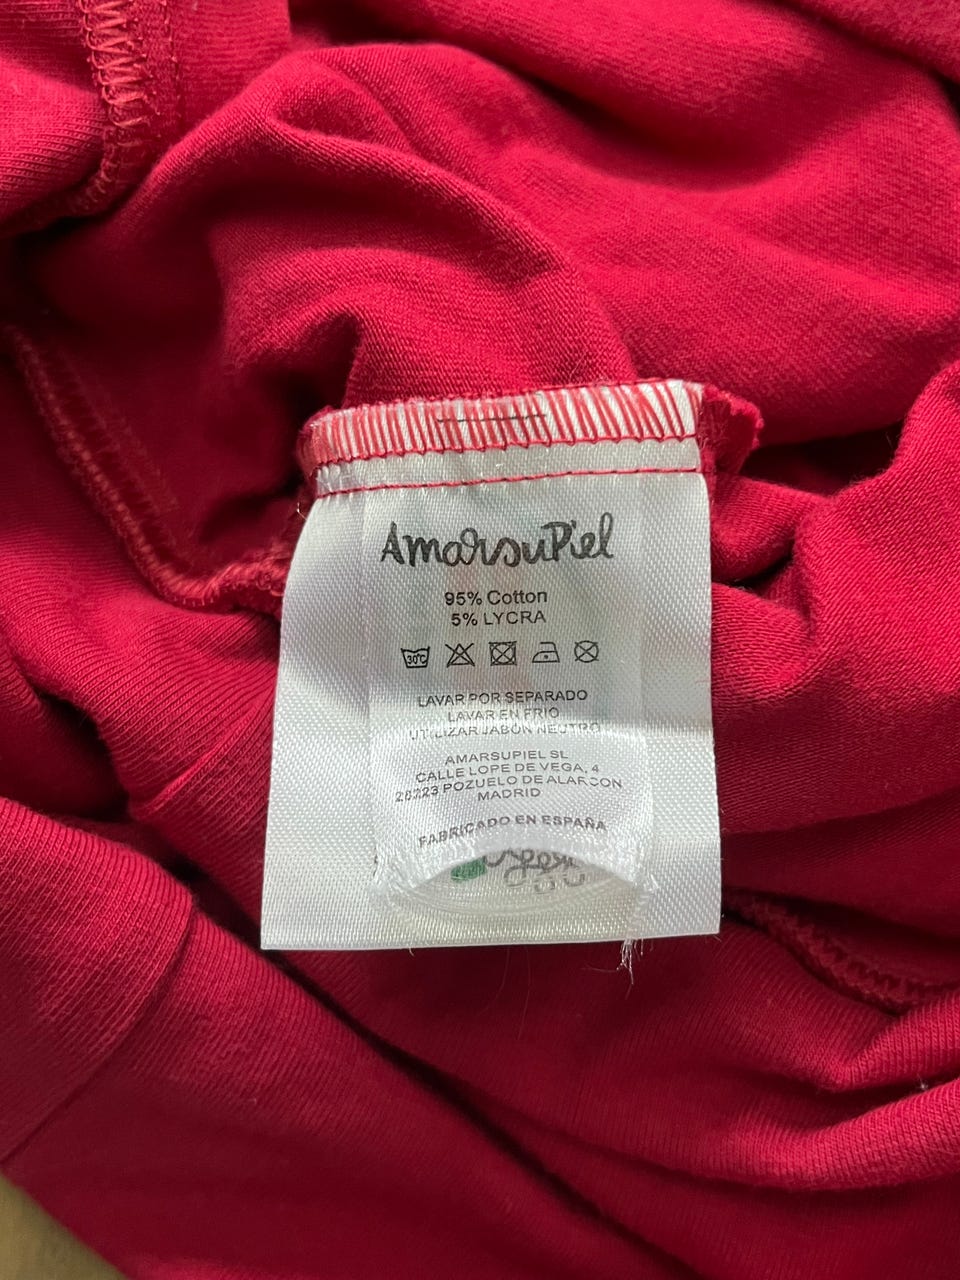 AmarsuPiel
95% Cotton
5% LYCRA
30°C
LAVAR POR SEPARADO
LAVAR EN FRIO
UTILIZAR JABON NEUTRO
AMARSUPIEL SL
CALLE LOPE DE VEGA, 4
28223 POZUELO DE ALARCON
MADRID
FABRICADO EN ESPAÑA